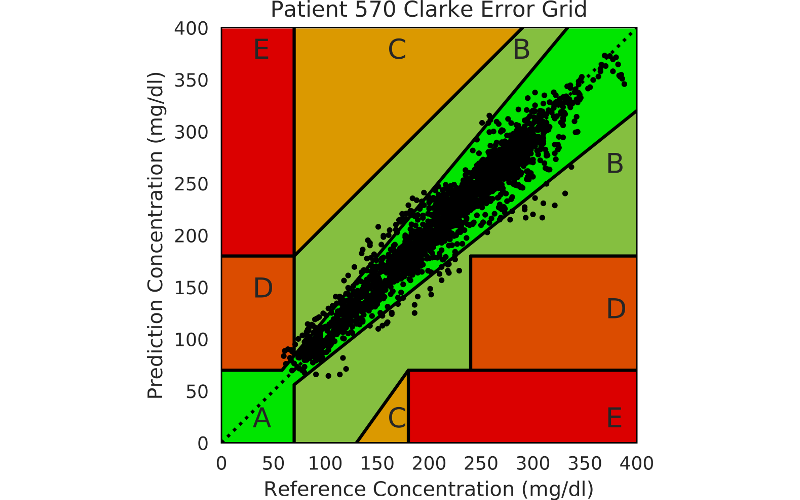 Patient 570 Clarke Error Grid
Prediction Concentration (mg/dl)
400
350
300
250
200
150
100
50
0
E
C
B
B
D
D
A
C
E
0 50 100 150 200 250 300 350 400
Reference Concentration (mg/dl)